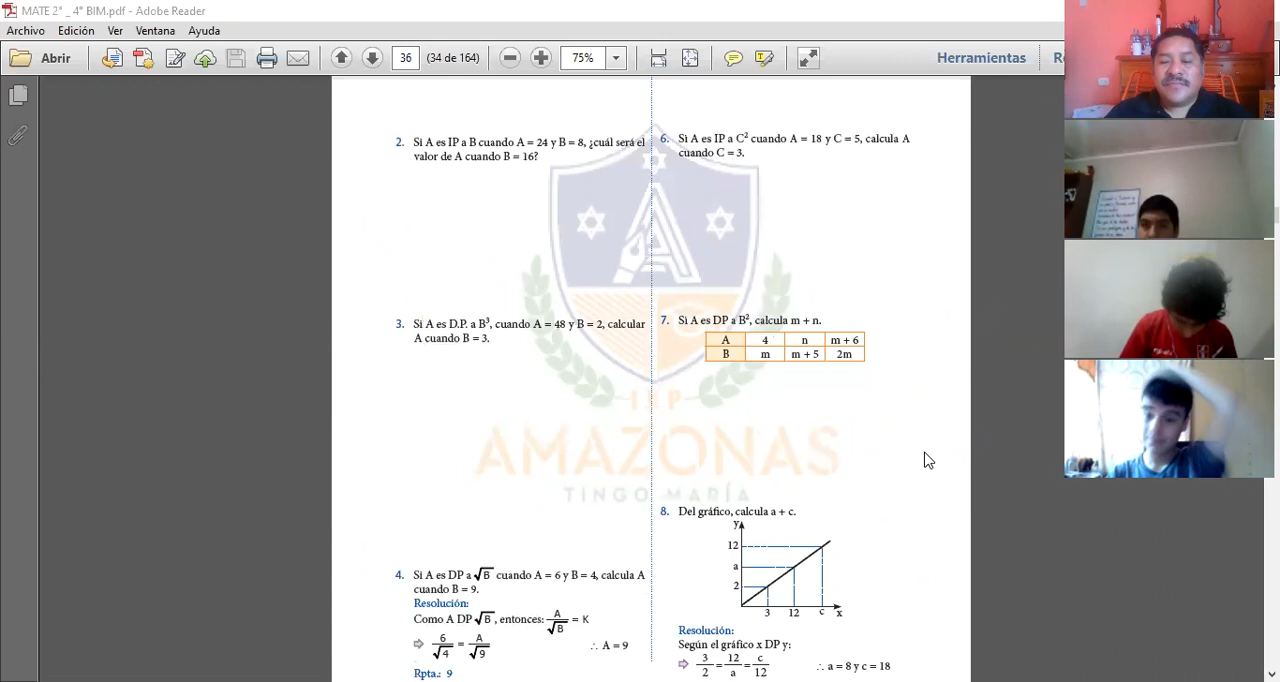 MATE 2° _ 4° BIM.pdf - Adobe Reader
Archivo Edición Ver Ventana Ayuda
Abrir 36 (34 de 164) 75% Herramientas
2. Si A es IP a B cuando A = 24 y B = 8, ¿cuál será el
valor de A cuando B = 16?
3. Si A es D.P. a B³, cuando A = 48 y B = 2, calcular
A cuando B = 3.
4. Si A es DP a √B cuando A = 6 y B = 4, calcula A
cuando B = 9.
Resolución:
Como A DP √B, entonces: A/√B = K
⇨ 6/√4 = A/√9 ∴ A = 9
Rpta.: 9
6. Si A es IP a C² cuando A = 18 y C = 5, calcula A
cuando C = 3.
7. Si A es DP a B², calcula m + n.
A 4 n m + 6
B m m + 5 2m
8. Del gráfico, calcula a + c.
y
12
a
2
3 12 c x
Resolución:
Según el gráfico x DP y:
⇨ 3/2 = 12/a = c/12 ∴ a = 8 y c = 18
A
I P
AMAZONAS
TINGO MARÍA